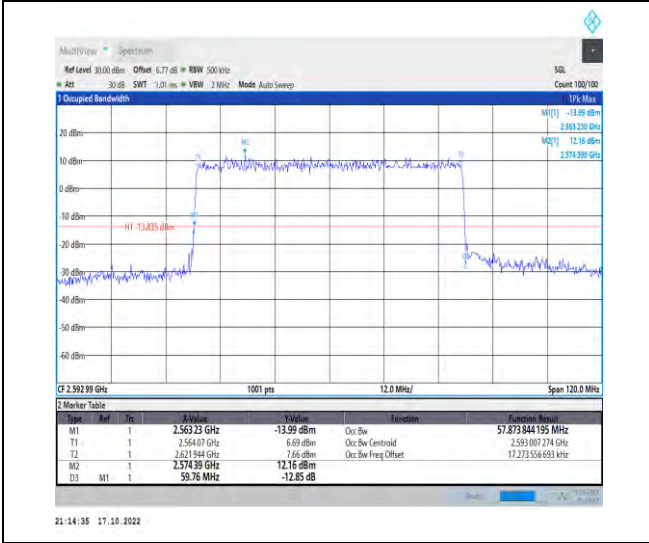 MultiView Spectrum
Ref Level 30.00 dBm Offset 6.77 dB RBW 500 kHz SGL
Att 30 dB SWT 1.01 ms VBW 2 MHz Mode Auto Sweep Count 100/100
1 Occupied Bandwidth 1Pk Max
M1[1] -13.99 dBm
2.563 230 GHz
M2[1] 12.16 dBm
2.574 390 GHz
20 dBm
M2
10 dBm
T1
T2
0 dBm
-10 dBm
M1
H1 -13.835 dBm
-20 dBm
-30 dBm
-40 dBm
-50 dBm
-60 dBm
CF 2.592 99 GHz 1001 pts 12.0 MHz/ Span 120.0 MHz
2 Marker Table
Type Ref Trc X-Value Y-Value Function Function Result
M1 1 2.563 23 GHz -13.99 dBm Occ Bw 57.873 844 195 MHz
T1 1 2.564 07 GHz 6.69 dBm Occ Bw Centroid 2.593 007 274 GHz
T2 1 2.621 944 GHz 7.66 dBm Occ Bw Freq Offset 17.273 556 693 kHz
M2 1 2.574 39 GHz 12.16 dBm
D3 M1 1 59.76 MHz -12.85 dB
21:14:35 17.10.2022